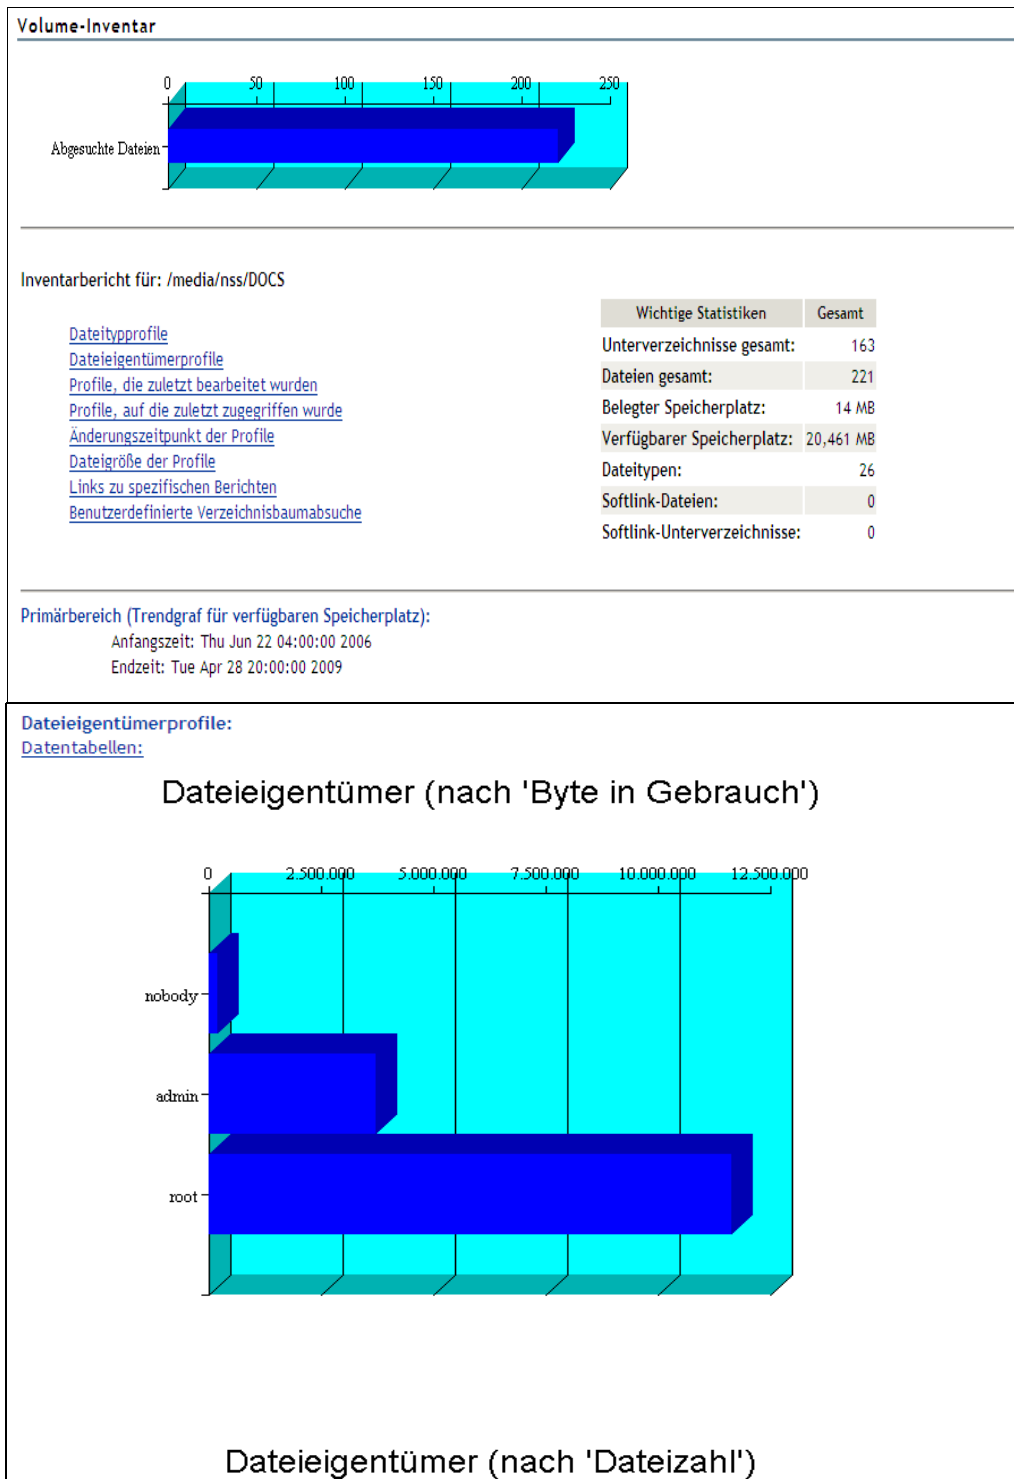 Volume-Inventar
0 50 100 150 200 250
Abgesuchte Dateien
Inventarbericht für: /media/nss/DOCS
Dateitypprofile
Dateieigentümerprofile
Profile, die zuletzt bearbeitet wurden
Profile, auf die zuletzt zugegriffen wurde
Änderungszeitpunkt der Profile
Dateigröße der Profile
Links zu spezifischen Berichten
Benutzerdefinierte Verzeichnisbaumabsuche
Wichtige Statistiken Gesamt
Unterverzeichnisse gesamt: 163
Dateien gesamt: 221
Belegter Speicherplatz: 14 MB
Verfügbarer Speicherplatz: 20,461 MB
Dateitypen: 26
Softlink-Dateien: 0
Softlink-Unterverzeichnisse: 0
Primärbereich (Trendgraf für verfügbaren Speicherplatz):
Anfangszeit: Thu Jun 22 04:00:00 2006
Endzeit: Tue Apr 28 20:00:00 2009
Dateieigentümerprofile:
Datentabellen:
Dateieigentümer (nach 'Byte in Gebrauch')
0 2.500.000 5.000.000 7.500.000 10.000.000 12.500.000
nobody
admin
root
Dateieigentümer (nach 'Dateizahl')